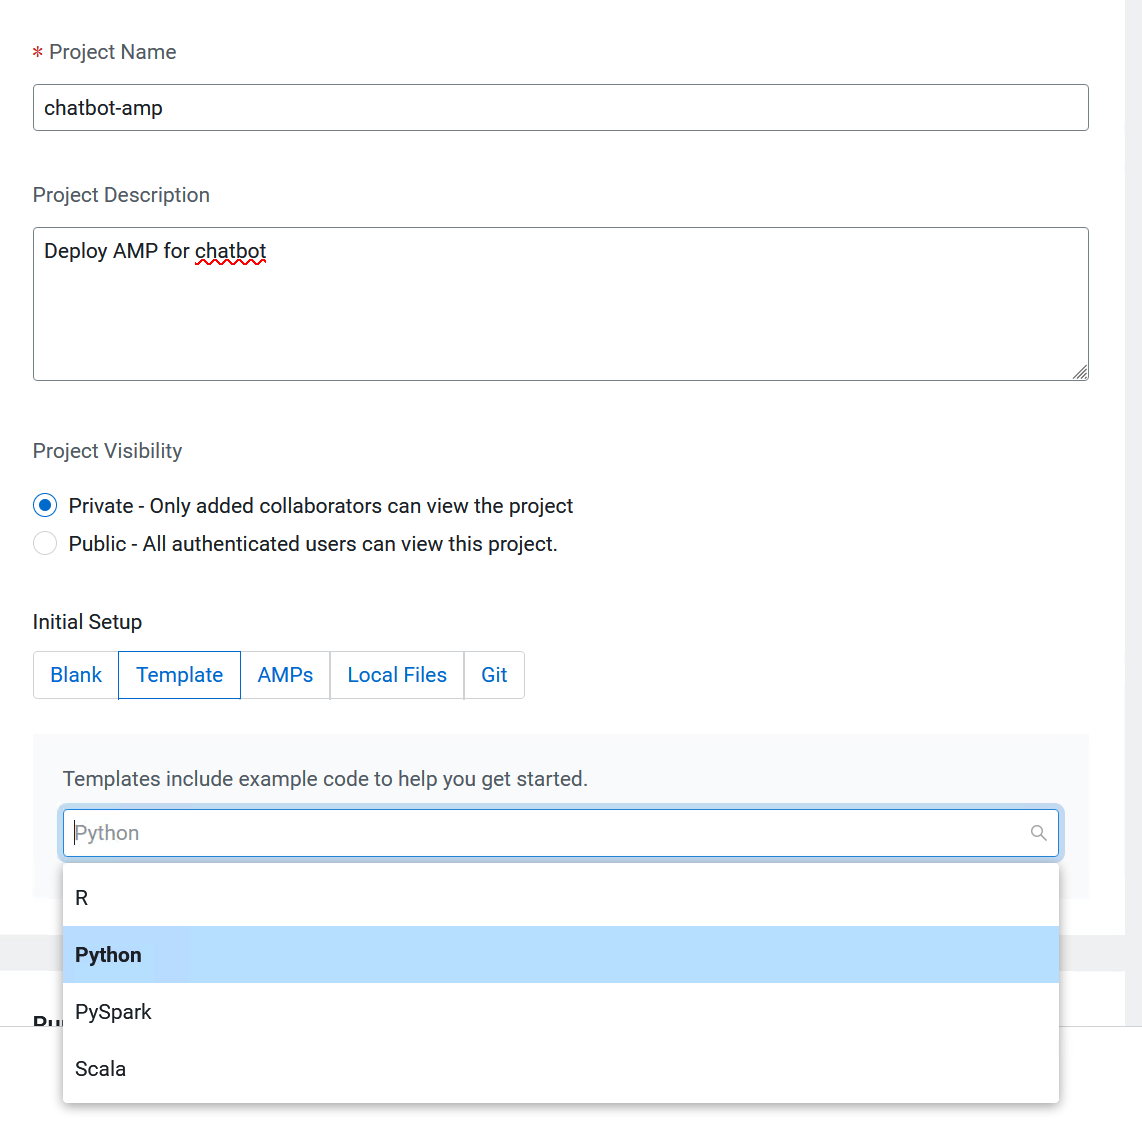 * Project Name
chatbot-amp
Project Description
Deploy AMP for chatbot
Project Visibility
Private - Only added collaborators can view the project
Public - All authenticated users can view this project.
Initial Setup
Blank Template AMPs Local Files Git
Templates include example code to help you get started.
Python
R
Python
PySpark
Scala